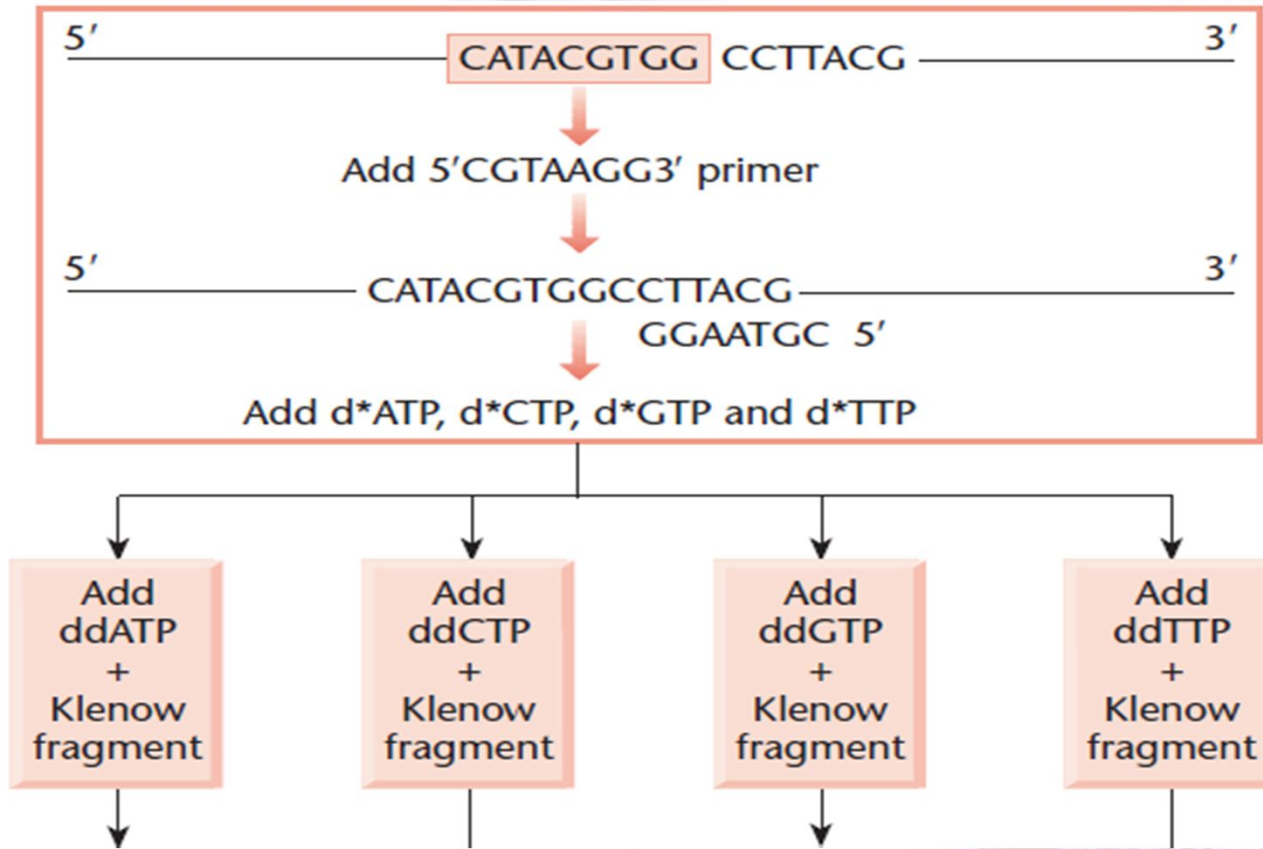 5′ 3′
CATACGTGG CCTTACG
Add 5′CGTAAGG3′ primer
5′ 3′
CATACGTGGCCTTACG
GGAATGC 5′
Add d*ATP, d*CTP, d*GTP and d*TTP
Add
ddATP
+
Klenow
fragment
Add
ddCTP
+
Klenow
fragment
Add
ddGTP
+
Klenow
fragment
Add
ddTTP
+
Klenow
fragment